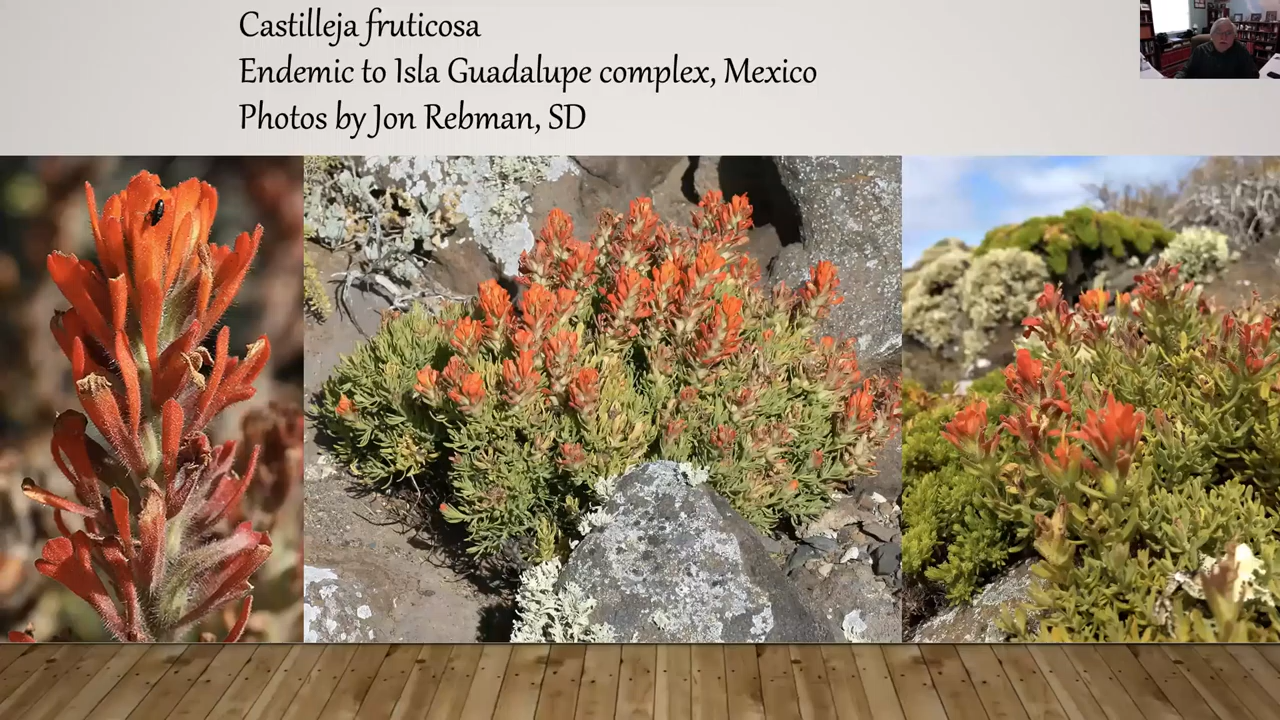 Castilleja fruticosa
Endemic to Isla Guadalupe complex, Mexico
Photos by Jon Rebman, SD